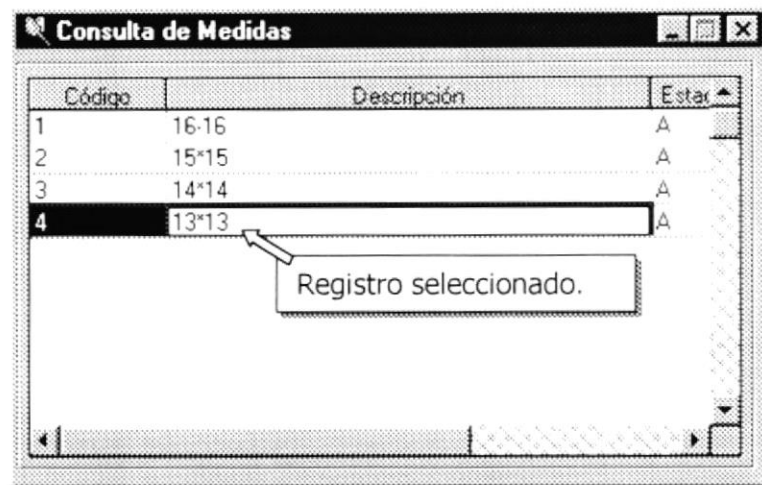 Consulta de Medidas
Código Descripción Estac
1 16-16 A
2 15*15 A
3 14*14 A
4 13*13 A
Registro seleccionado.